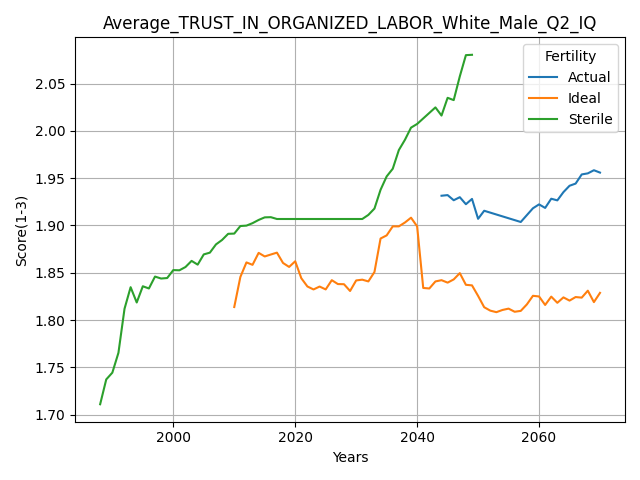 Average_TRUST_IN_ORGANIZED_LABOR_White_Male_Q2_IQ
Fertility
Actual
Ideal
Sterile
Score(1-3)
2.05
2.00
1.95
1.90
1.85
1.80
1.75
1.70
2000
2020
2040
2060
Years